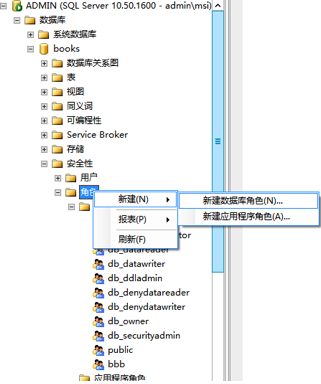 ADMIN (SQL Server 10.50.1600 - admin\msi)
数据库
系统数据库
books
数据库关系图
表
视图
同义词
可编程性
Service Broker
存储
安全性
用户
角色
新建(N)
新建数据库角色(N)...
新建应用程序角色(A)...
报表(P)
刷新(F)
db_datareader
db_datawriter
db_ddladmin
db_denydatareader
db_denydatawriter
db_owner
db_securityadmin
public
bbb
应用程序角色